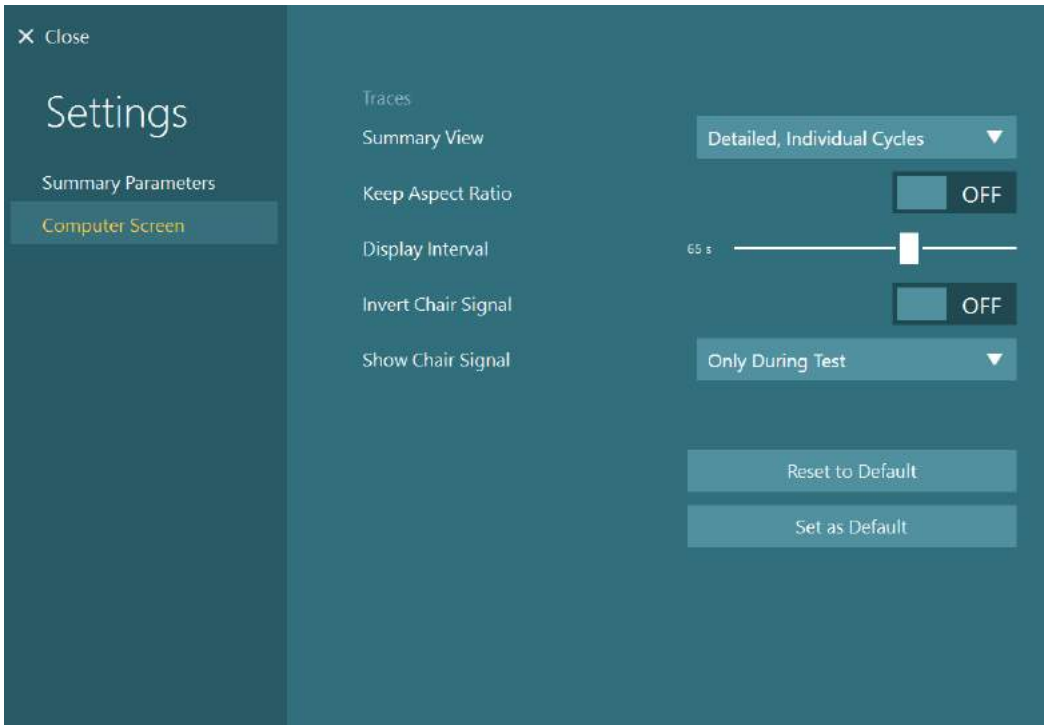 ✕ Close
Settings
Summary Parameters
Computer Screen
Traces
Summary View Detailed, Individual Cycles ▼
Keep Aspect Ratio OFF
Display Interval 65 s
Invert Chair Signal OFF
Show Chair Signal Only During Test ▼
Reset to Default
Set as Default